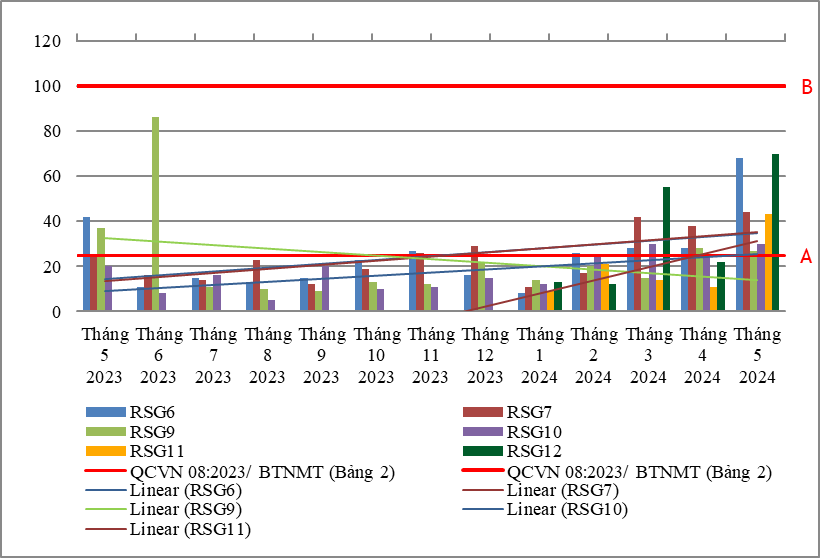 120
100
B
80
60
40
A
20
0
Tháng 5 2023
Tháng 6 2023
Tháng 7 2023
Tháng 8 2023
Tháng 9 2023
Tháng 10 2023
Tháng 11 2023
Tháng 12 2023
Tháng 1 2024
Tháng 2 2024
Tháng 3 2024
Tháng 4 2024
Tháng 5 2024
RSG6
RSG7
RSG9
RSG10
RSG11
RSG12
QCVN 08:2023/ BTNMT (Bảng 2)
QCVN 08:2023/ BTNMT (Bảng 2)
Linear (RSG6)
Linear (RSG7)
Linear (RSG9)
Linear (RSG10)
Linear (RSG11)